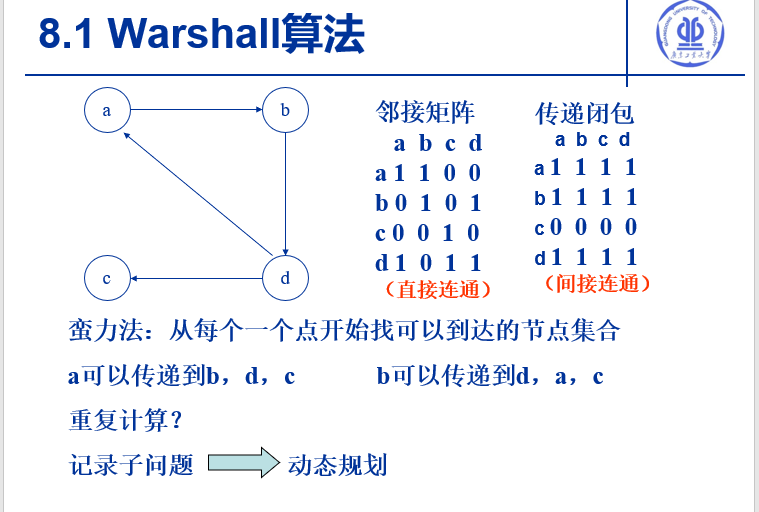 8.1 Warshall算法
a
b
c
d
邻接矩阵
a b c d
a 1 1 0 0
b 0 1 0 1
c 0 0 1 0
d 1 0 1 1
（直接连通）
传递闭包
a b c d
a 1 1 1 1
b 1 1 1 1
c 0 0 0 0
d 1 1 1 1
（间接连通）
蛮力法：从每个一个点开始找可以到达的节点集合
a可以传递到b，d，c
b可以传递到d，a，c
重复计算？
记录子问题
动态规划